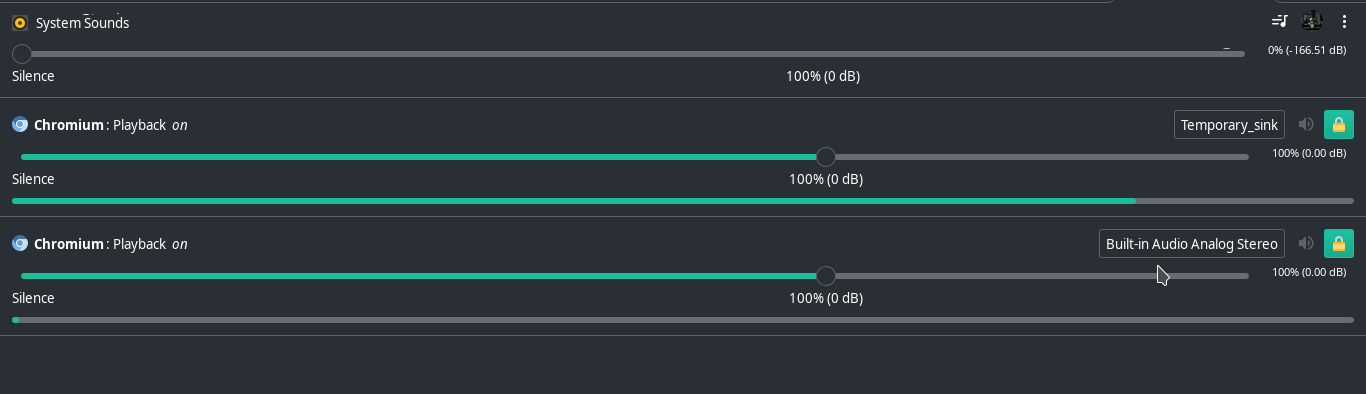 System Sounds
0% (-166.51 dB)
Silence 100% (0 dB)
Chromium: Playback on Temporary_sink
100% (0.00 dB)
Silence 100% (0 dB)
Chromium: Playback on Built-in Audio Analog Stereo
100% (0.00 dB)
Silence 100% (0 dB)